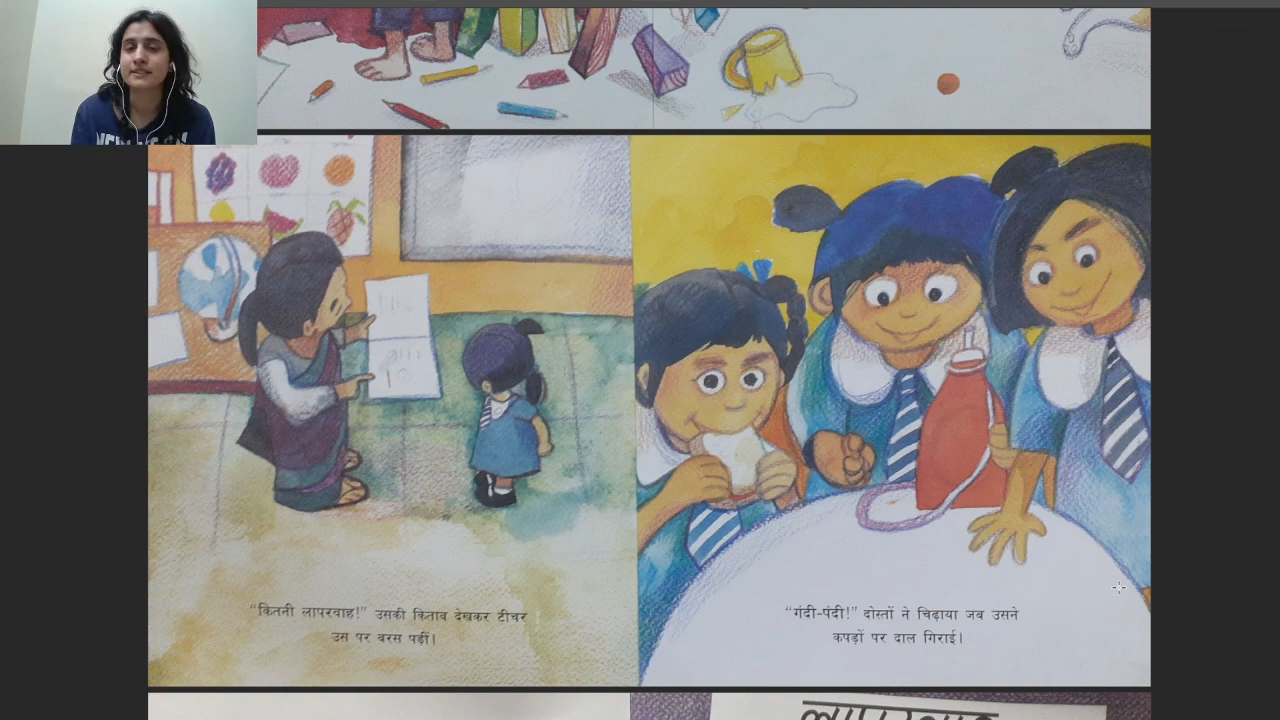 "कितनी लापरवाह!" उसकी किताब देखकर टीचर
उस पर बरस पड़ीं।
"गंदी-पंदी!" दोस्तों ने चिढ़ाया जब उसने
कपड़ों पर दाल गिराई।